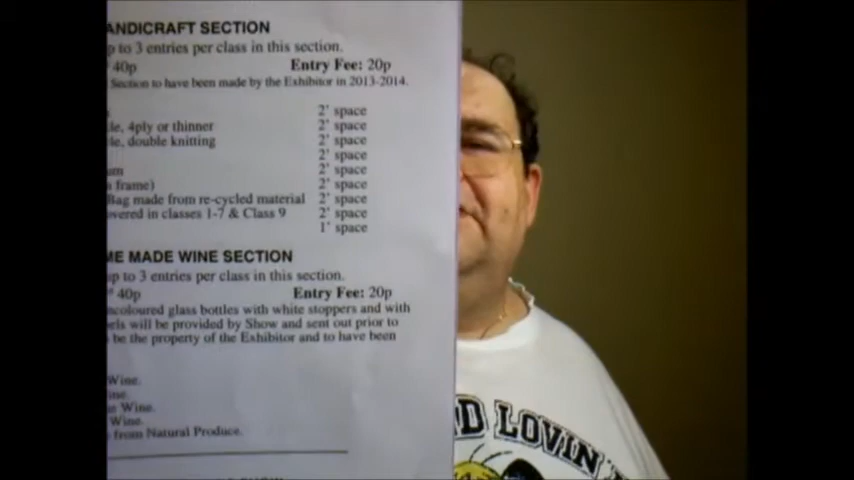 ANDICRAFT SECTION
p to 3 entries per class in this section.
40p Entry Fee: 20p
Section to have been made by the Exhibitor in 2013-2014.
2' space
le, 4ply or thinner 2' space
le, double knitting 2' space
2' space
2' space
frame) 2' space
Bag made from re-cycled material 2' space
overed in classes 1-7 & Class 9 2' space
1' space
ME MADE WINE SECTION
up to 3 entries per class in this section.
40p Entry Fee: 20p
ncoloured glass bottles with white stoppers and with
els will be provided by Show and sent out prior to
be the property of the Exhibitor and to have been
Wine.
ine.
Wine.
Wine.
from Natural Produce.
D LOVIN